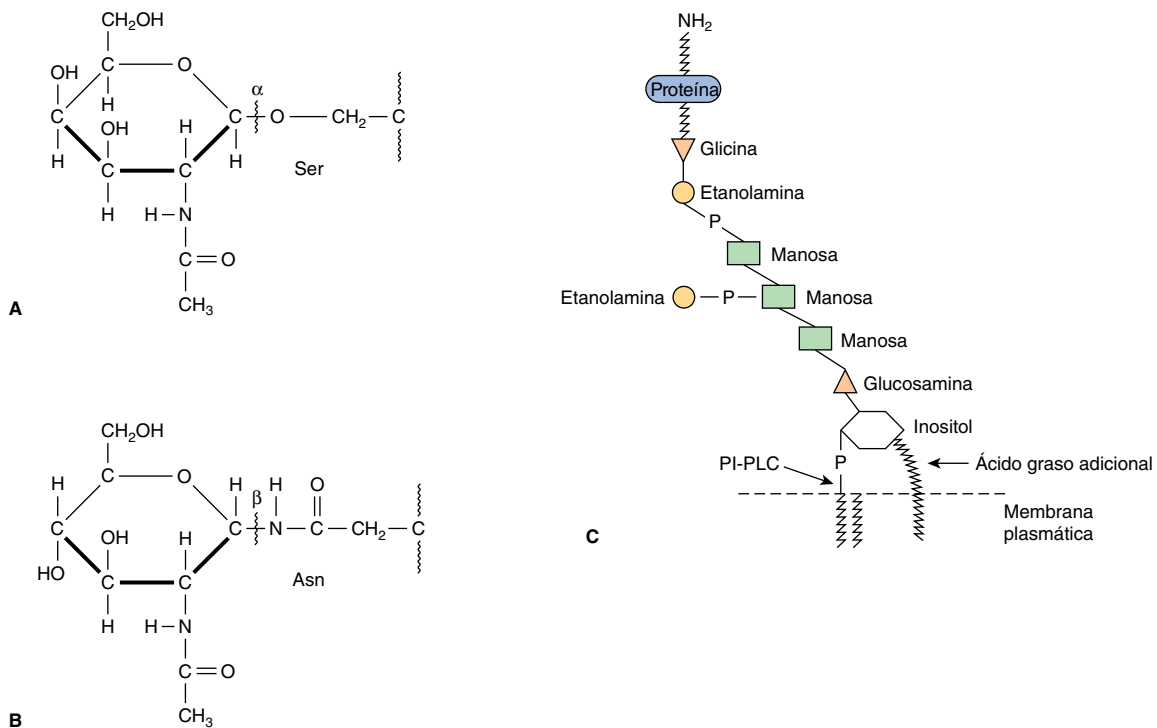 CH₂OH
C
O
OH
H
α
C
OH
H
C
O
CH₂
C
H
C
C
H
Ser
H
H
N
C
O
CH₃
A
CH₂OH
C
O
H
H
H
O
β
C
OH
H
C
N
C
CH₂
C
HO
C
C
Asn
H
H
N
C
O
CH₃
B
NH₂
Proteína
Glicina
Etanolamina
P
Manosa
Etanolamina
P
Manosa
Manosa
Glucosamina
Inositol
PI-PLC
P
Ácido graso adicional
Membrana
plasmática
C